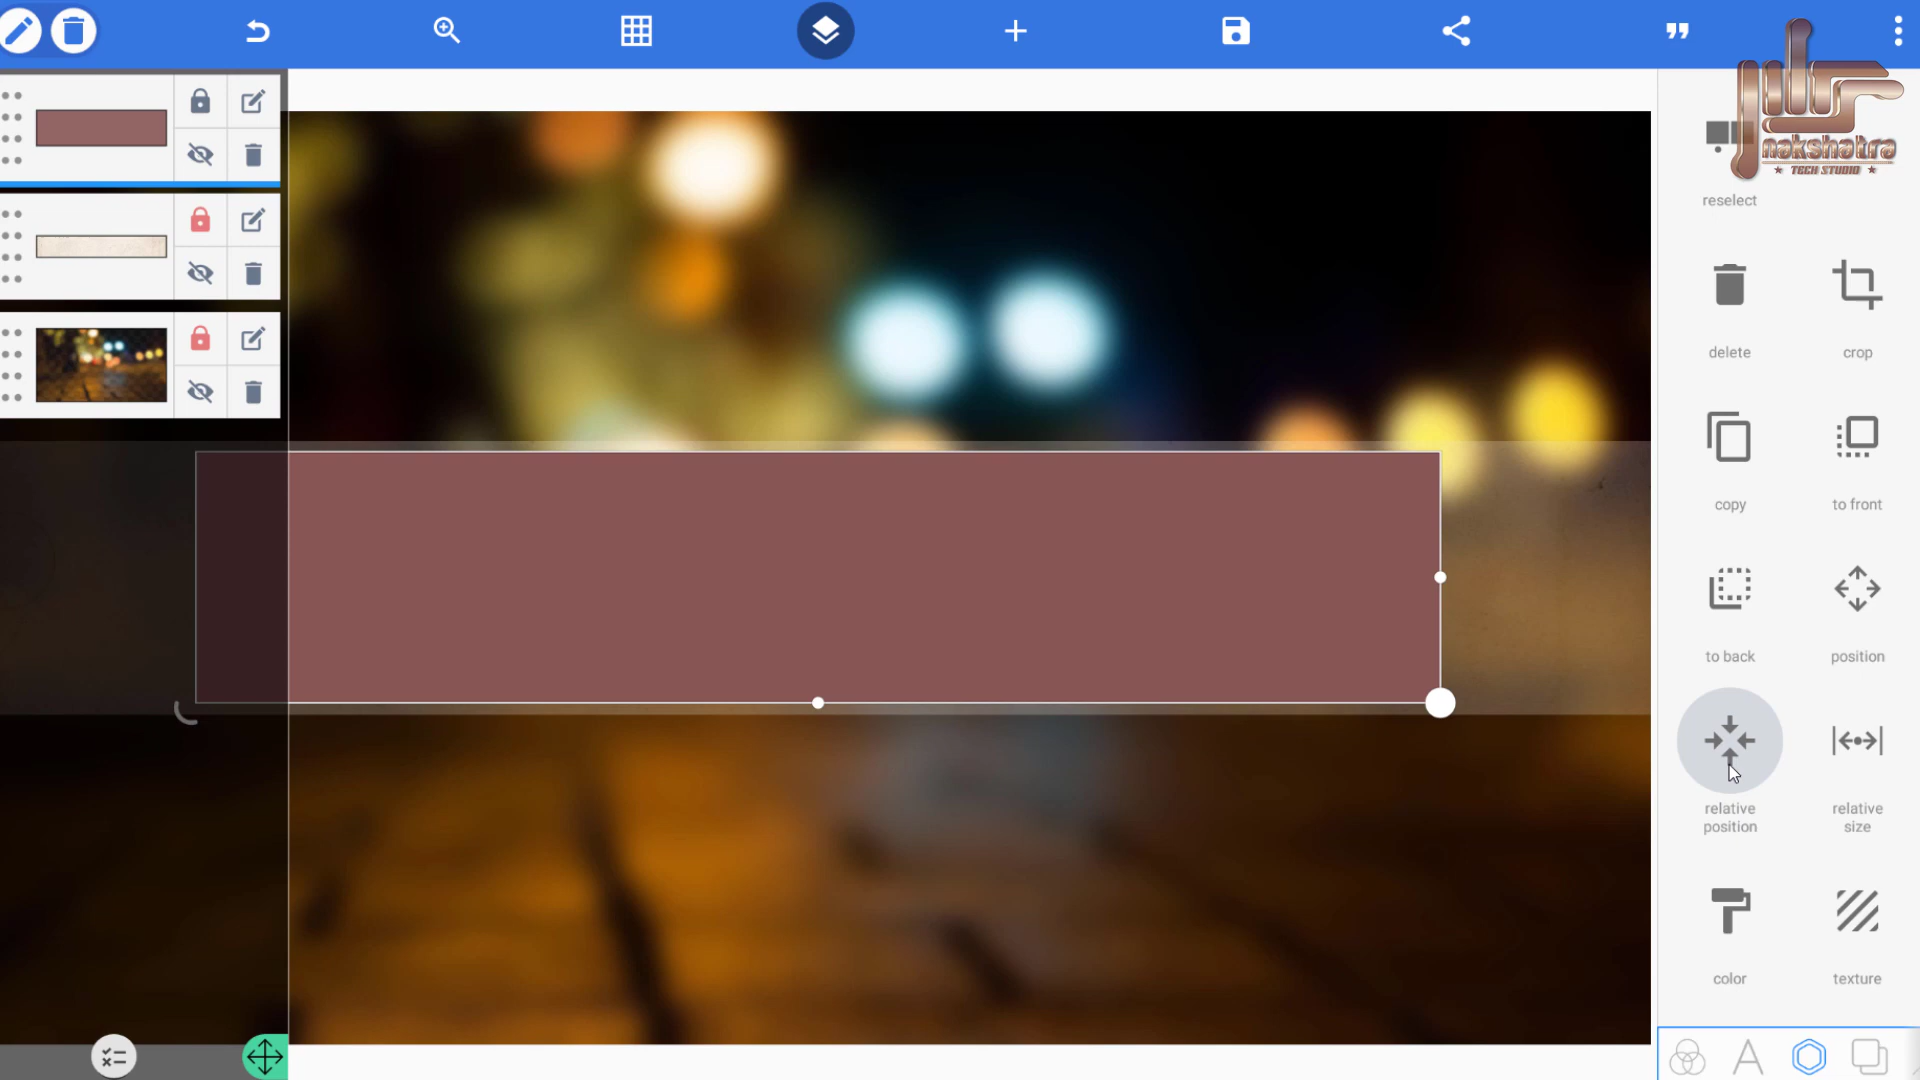 nakshatra
★ TECH STUDIO ★
reselect
delete
crop
copy
to front
to back
position
relative
position
relative
size
color
texture